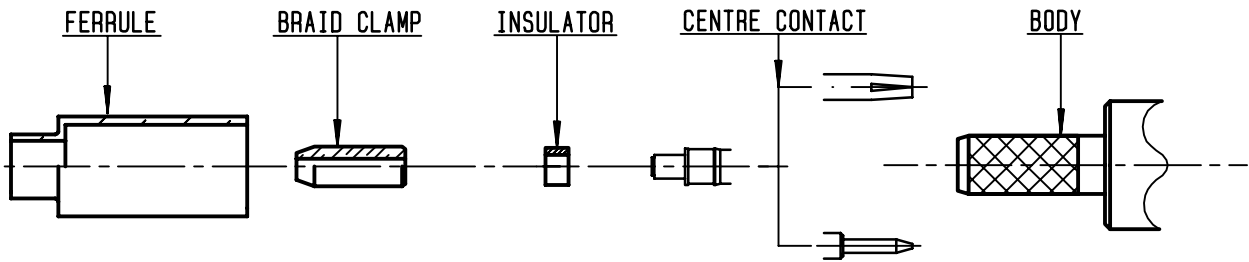 FERRULE
BRAID CLAMP
INSULATOR
CENTRE CONTACT
BODY